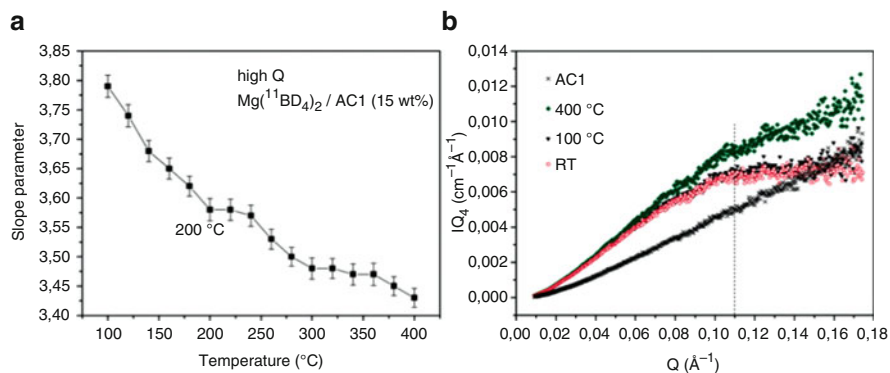 a
3,85
3,80
3,75
3,70
3,65
3,60
3,55
3,50
3,45
3,40
Slope parameter
high Q
Mg(¹¹BD₄)₂ / AC1 (15 wt%)
200 °C
100 150 200 250 300 350 400
Temperature (°C)
b
0,014
0,012
0,010
0,008
0,006
0,004
0,002
0,000
IQ₄ (cm⁻¹Å⁻¹)
AC1
400 °C
100 °C
RT
0,00 0,02 0,04 0,06 0,08 0,10 0,12 0,14 0,16 0,18
Q (Å⁻¹)